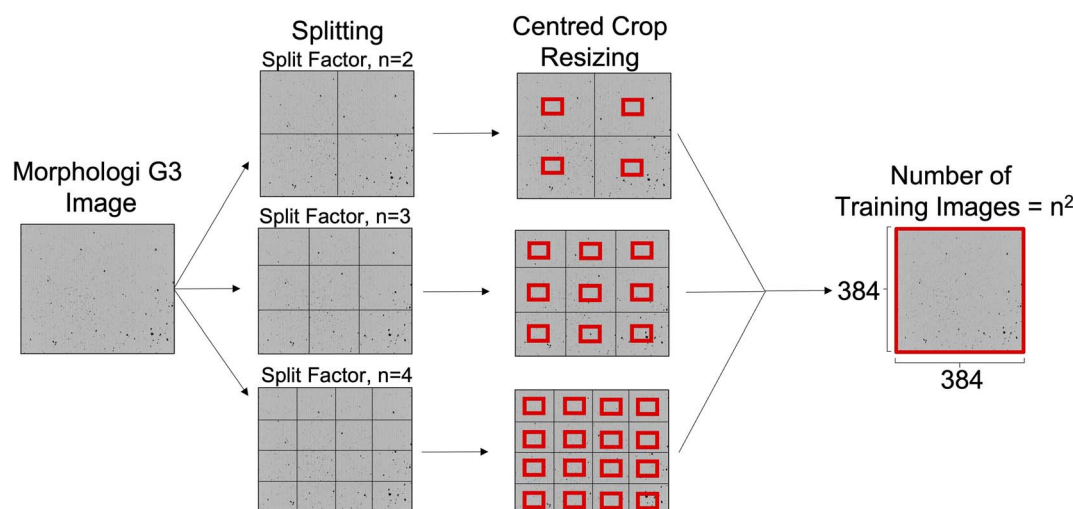 Morphologi G3
Image
Splitting
Split Factor, n=2
Split Factor, n=3
Split Factor, n=4
Centred Crop
Resizing
Number of
Training Images = n²
384
384